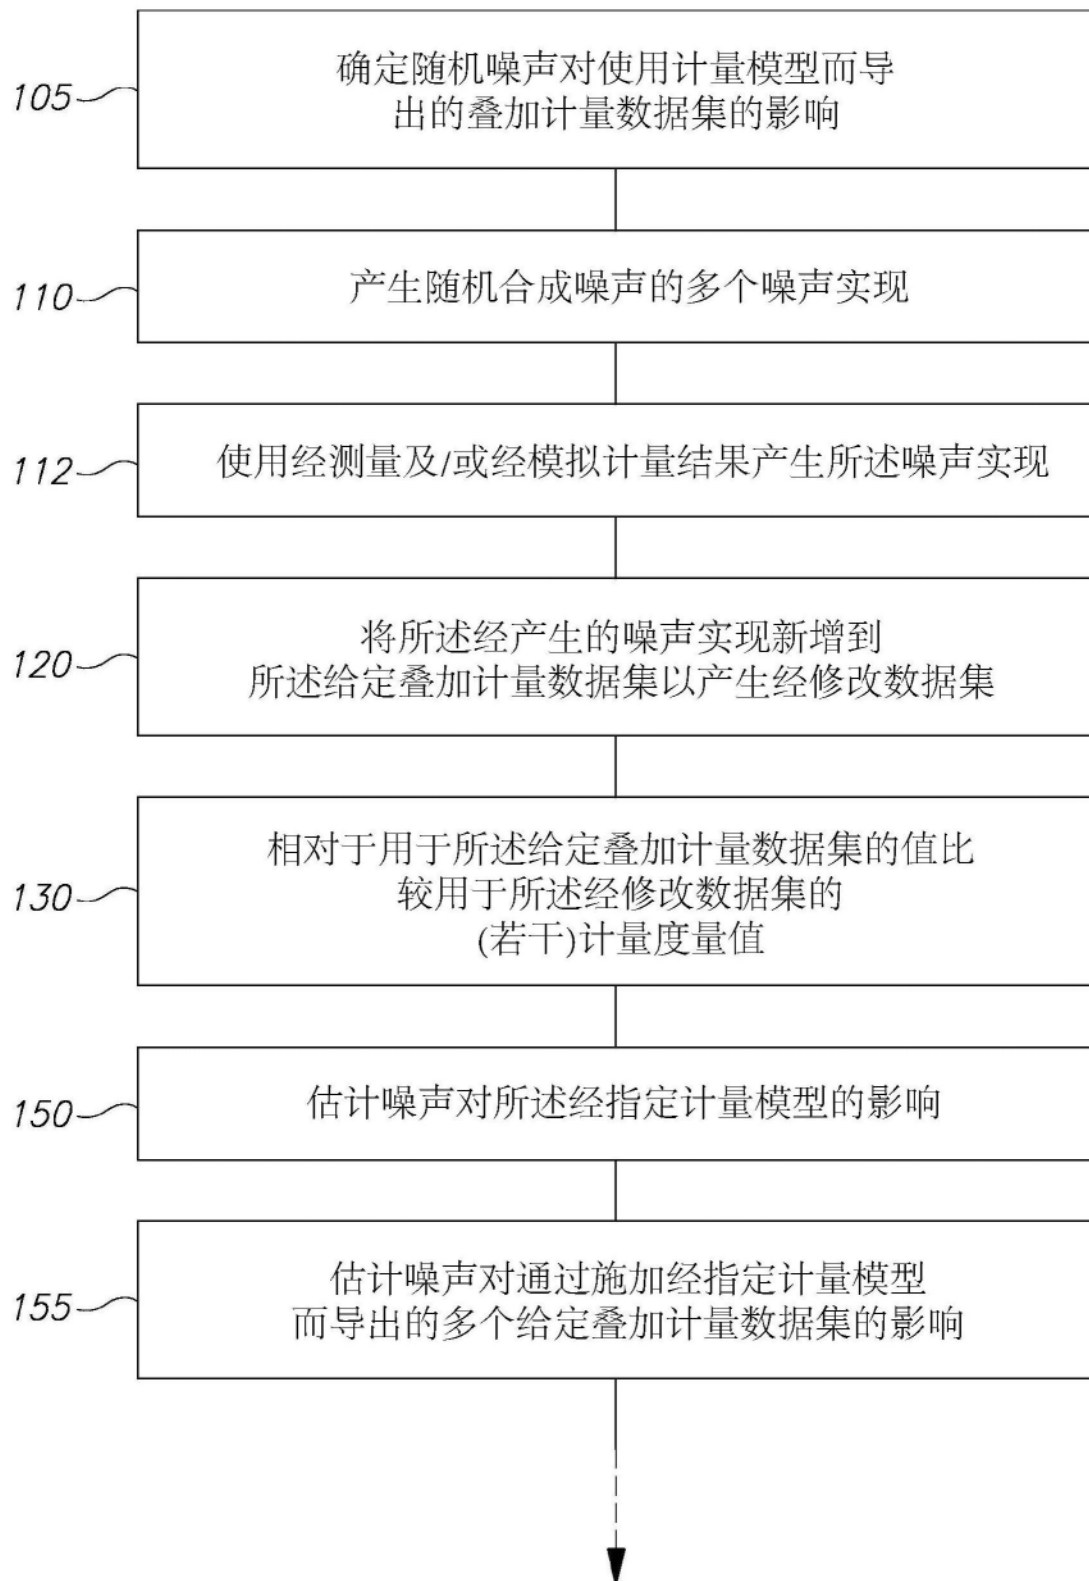 105
确定随机噪声对使用计量模型而导
出的叠加计量数据集的影响
110
产生随机合成噪声的多个噪声实现
112
使用经测量及/或经模拟计量结果产生所述噪声实现
120
将所述经产生的噪声实现新增到
所述给定叠加计量数据集以产生经修改数据集
130
相对于用于所述给定叠加计量数据集的值比
较用于所述经修改数据集的
(若干)计量度量值
150
估计噪声对所述经指定计量模型的影响
155
估计噪声对通过施加经指定计量模型
而导出的多个给定叠加计量数据集的影响